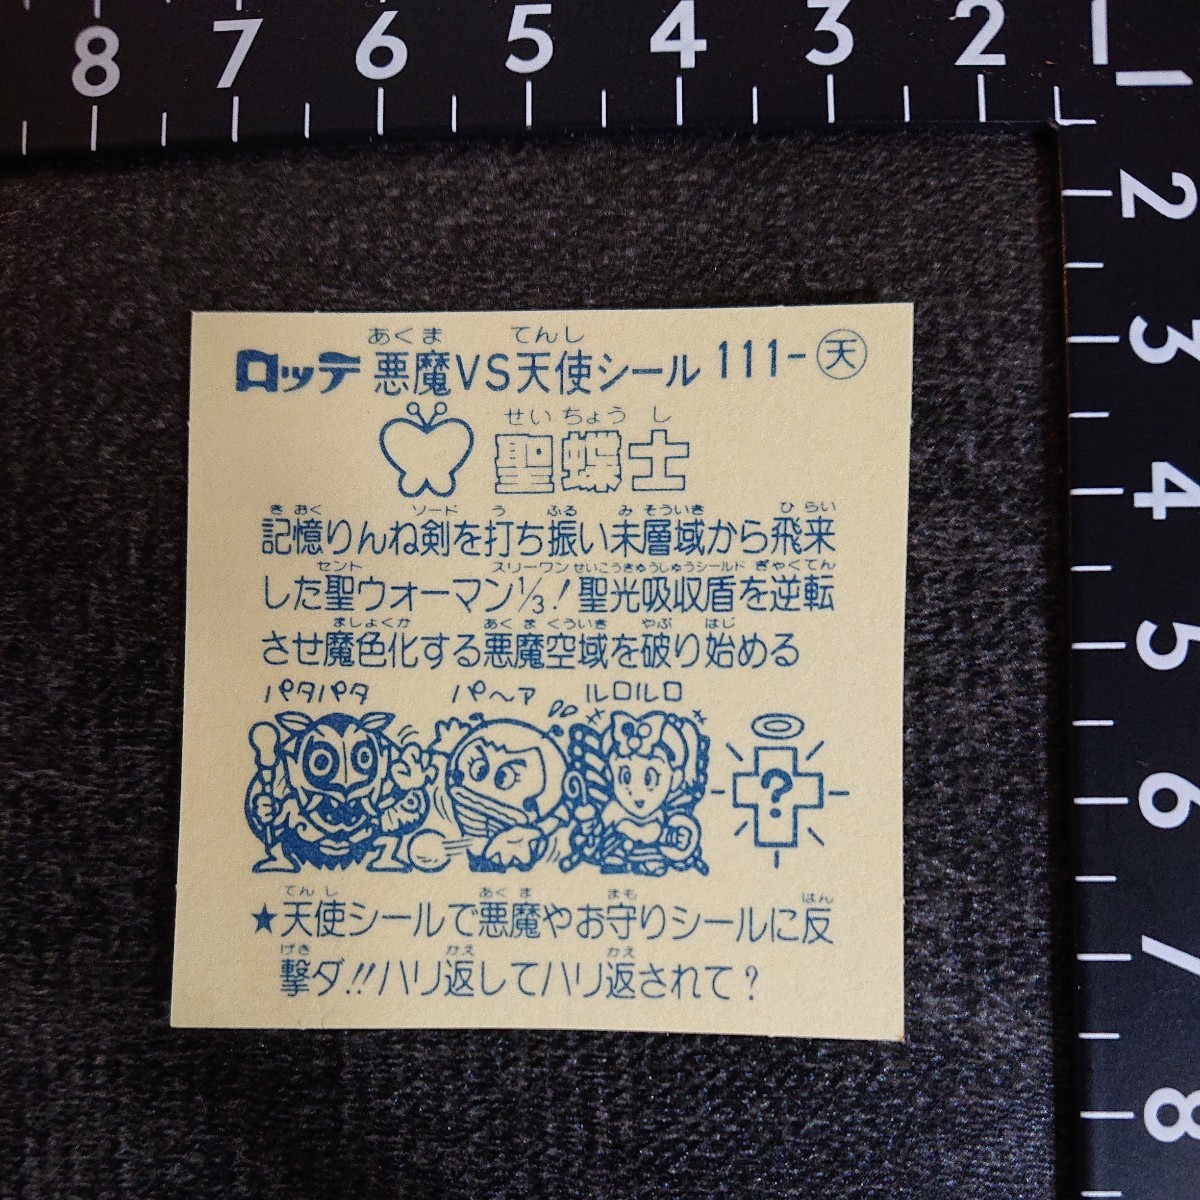 8 7 6 5 4 3 2 1
1
2
3
4
5
6
7
8
あくま てんし
ロッテ 悪魔VS天使シール 111-天
せいちょうし
聖蝶士
きおく ソード う ふる み そういき ひらい
記憶りんね剣を打ち振い未層域から飛来
セント スリーワン せいこうきゅうしゅうシールド ぎゃくてん
した聖ウォーマン1/3!聖光吸収盾を逆転
ましょくか あくまくういき やぶ はじ
させ魔色化する悪魔空域を破り始める
パタパタ パ〜ア ルロルロ
?
てんし あくま まも はん
★天使シールで悪魔やお守りシールに反
げき かえ かえ
撃ダ!!ハリ返してハリ返されて?